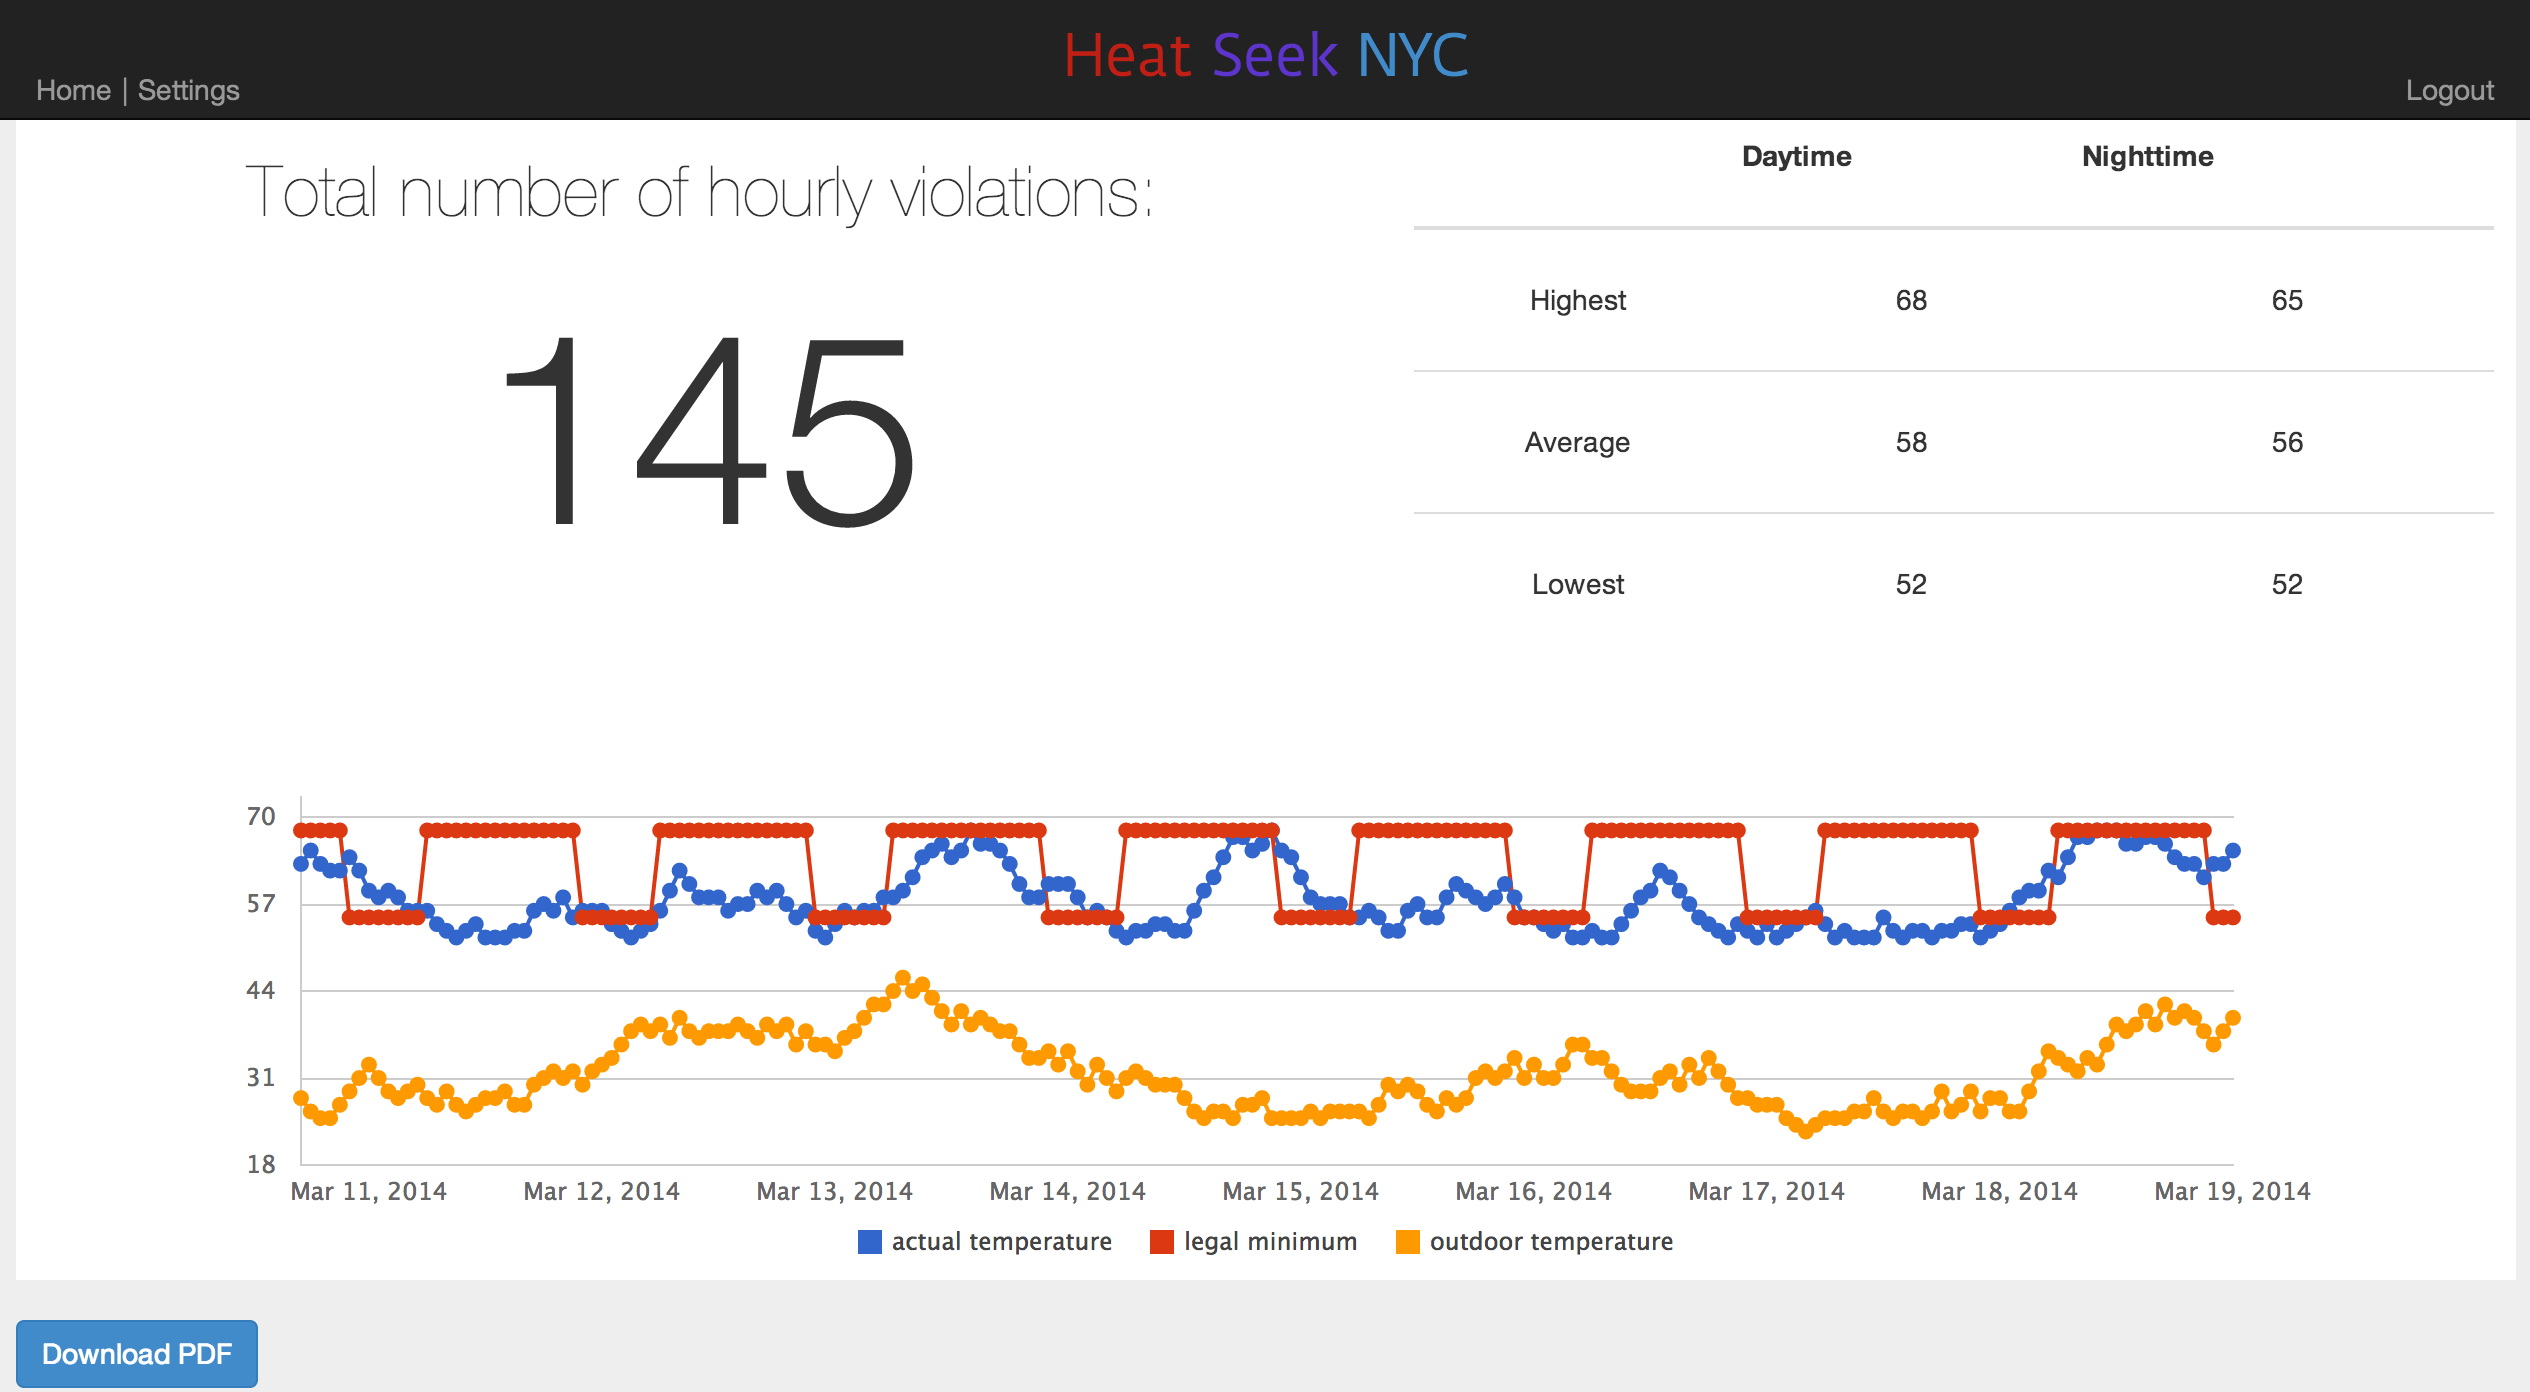 Heat Seek NYC
Home | Settings
Logout
Total number of hourly violations:
145
Daytime Nighttime
Highest 68 65
Average 58 56
Lowest 52 52
70
57
44
31
18
Mar 11, 2014 Mar 12, 2014 Mar 13, 2014 Mar 14, 2014 Mar 15, 2014 Mar 16, 2014 Mar 17, 2014 Mar 18, 2014 Mar 19, 2014
actual temperature legal minimum outdoor temperature
Download PDF